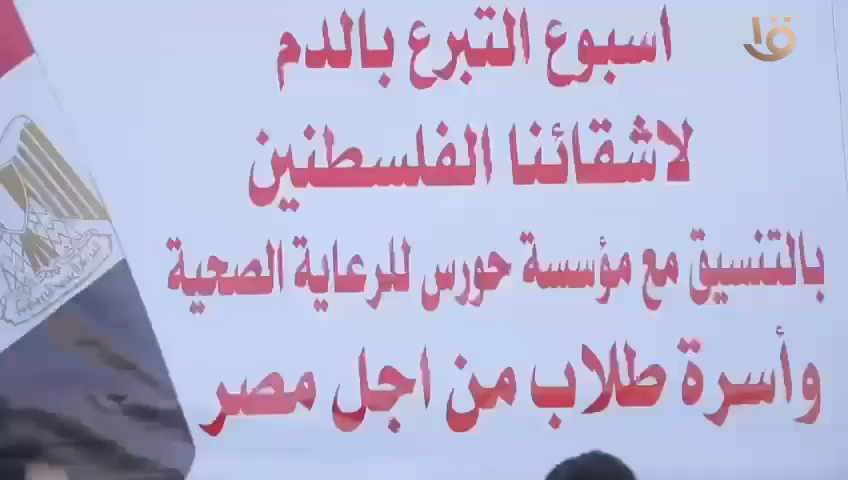 اسبوع التبرع بالدم
لاشقائنا الفلسطنين
بالتنسيق مع مؤسسة حورس للرعاية الصحية
وأسرة طلاب من اجل مصر